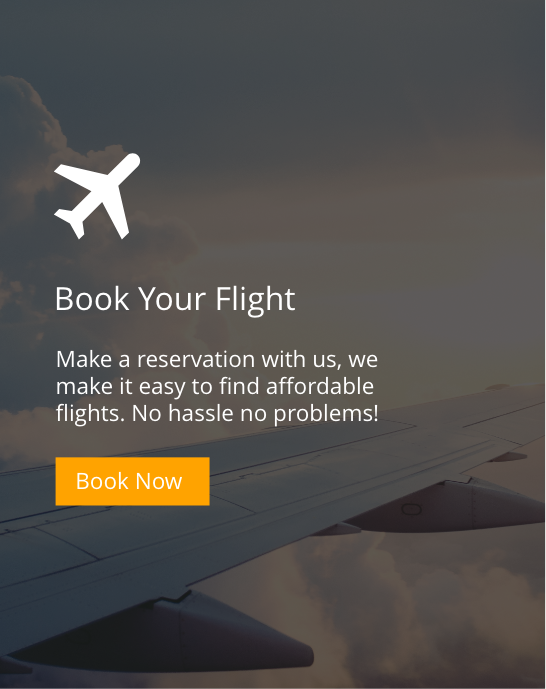 Book Your Flight
Make a reservation with us, we
make it easy to find affordable
flights. No hassle no problems!
Book Now